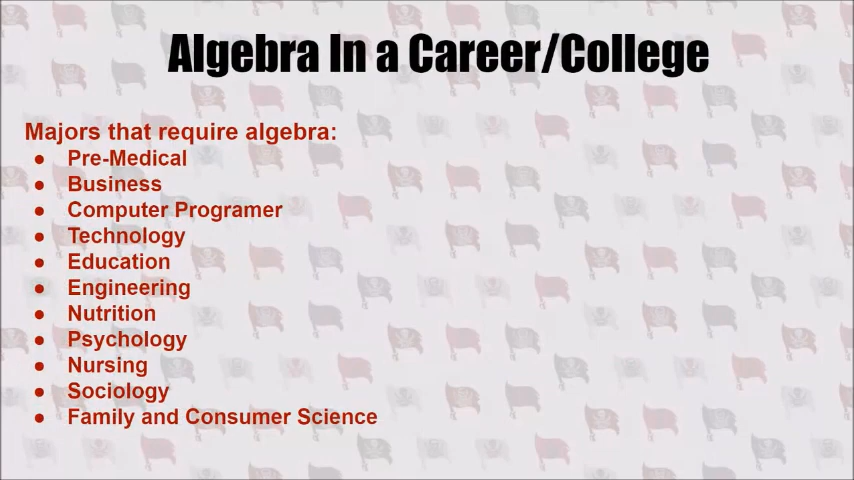 Algebra In a Career/College
Majors that require algebra:
● Pre-Medical
● Business
● Computer Programer
● Technology
● Education
● Engineering
● Nutrition
● Psychology
● Nursing
● Sociology
● Family and Consumer Science